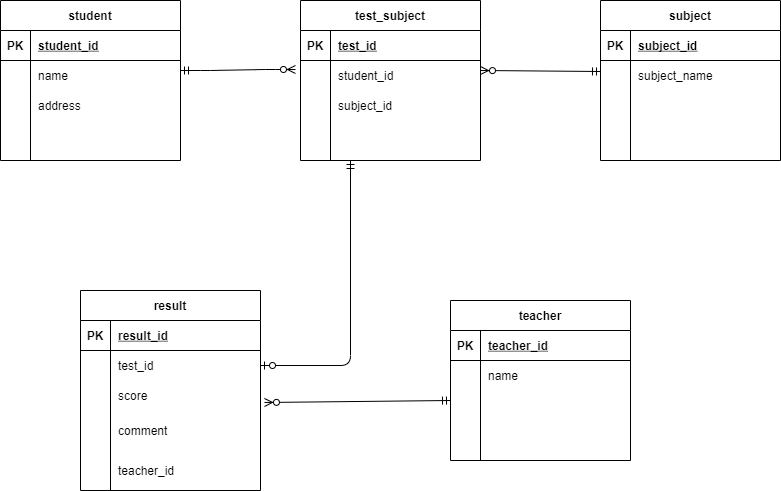 student
PK student_id
name
address
test_subject
PK test_id
student_id
subject_id
subject
PK subject_id
subject_name
result
PK result_id
test_id
score
comment
teacher_id
teacher
PK teacher_id
name